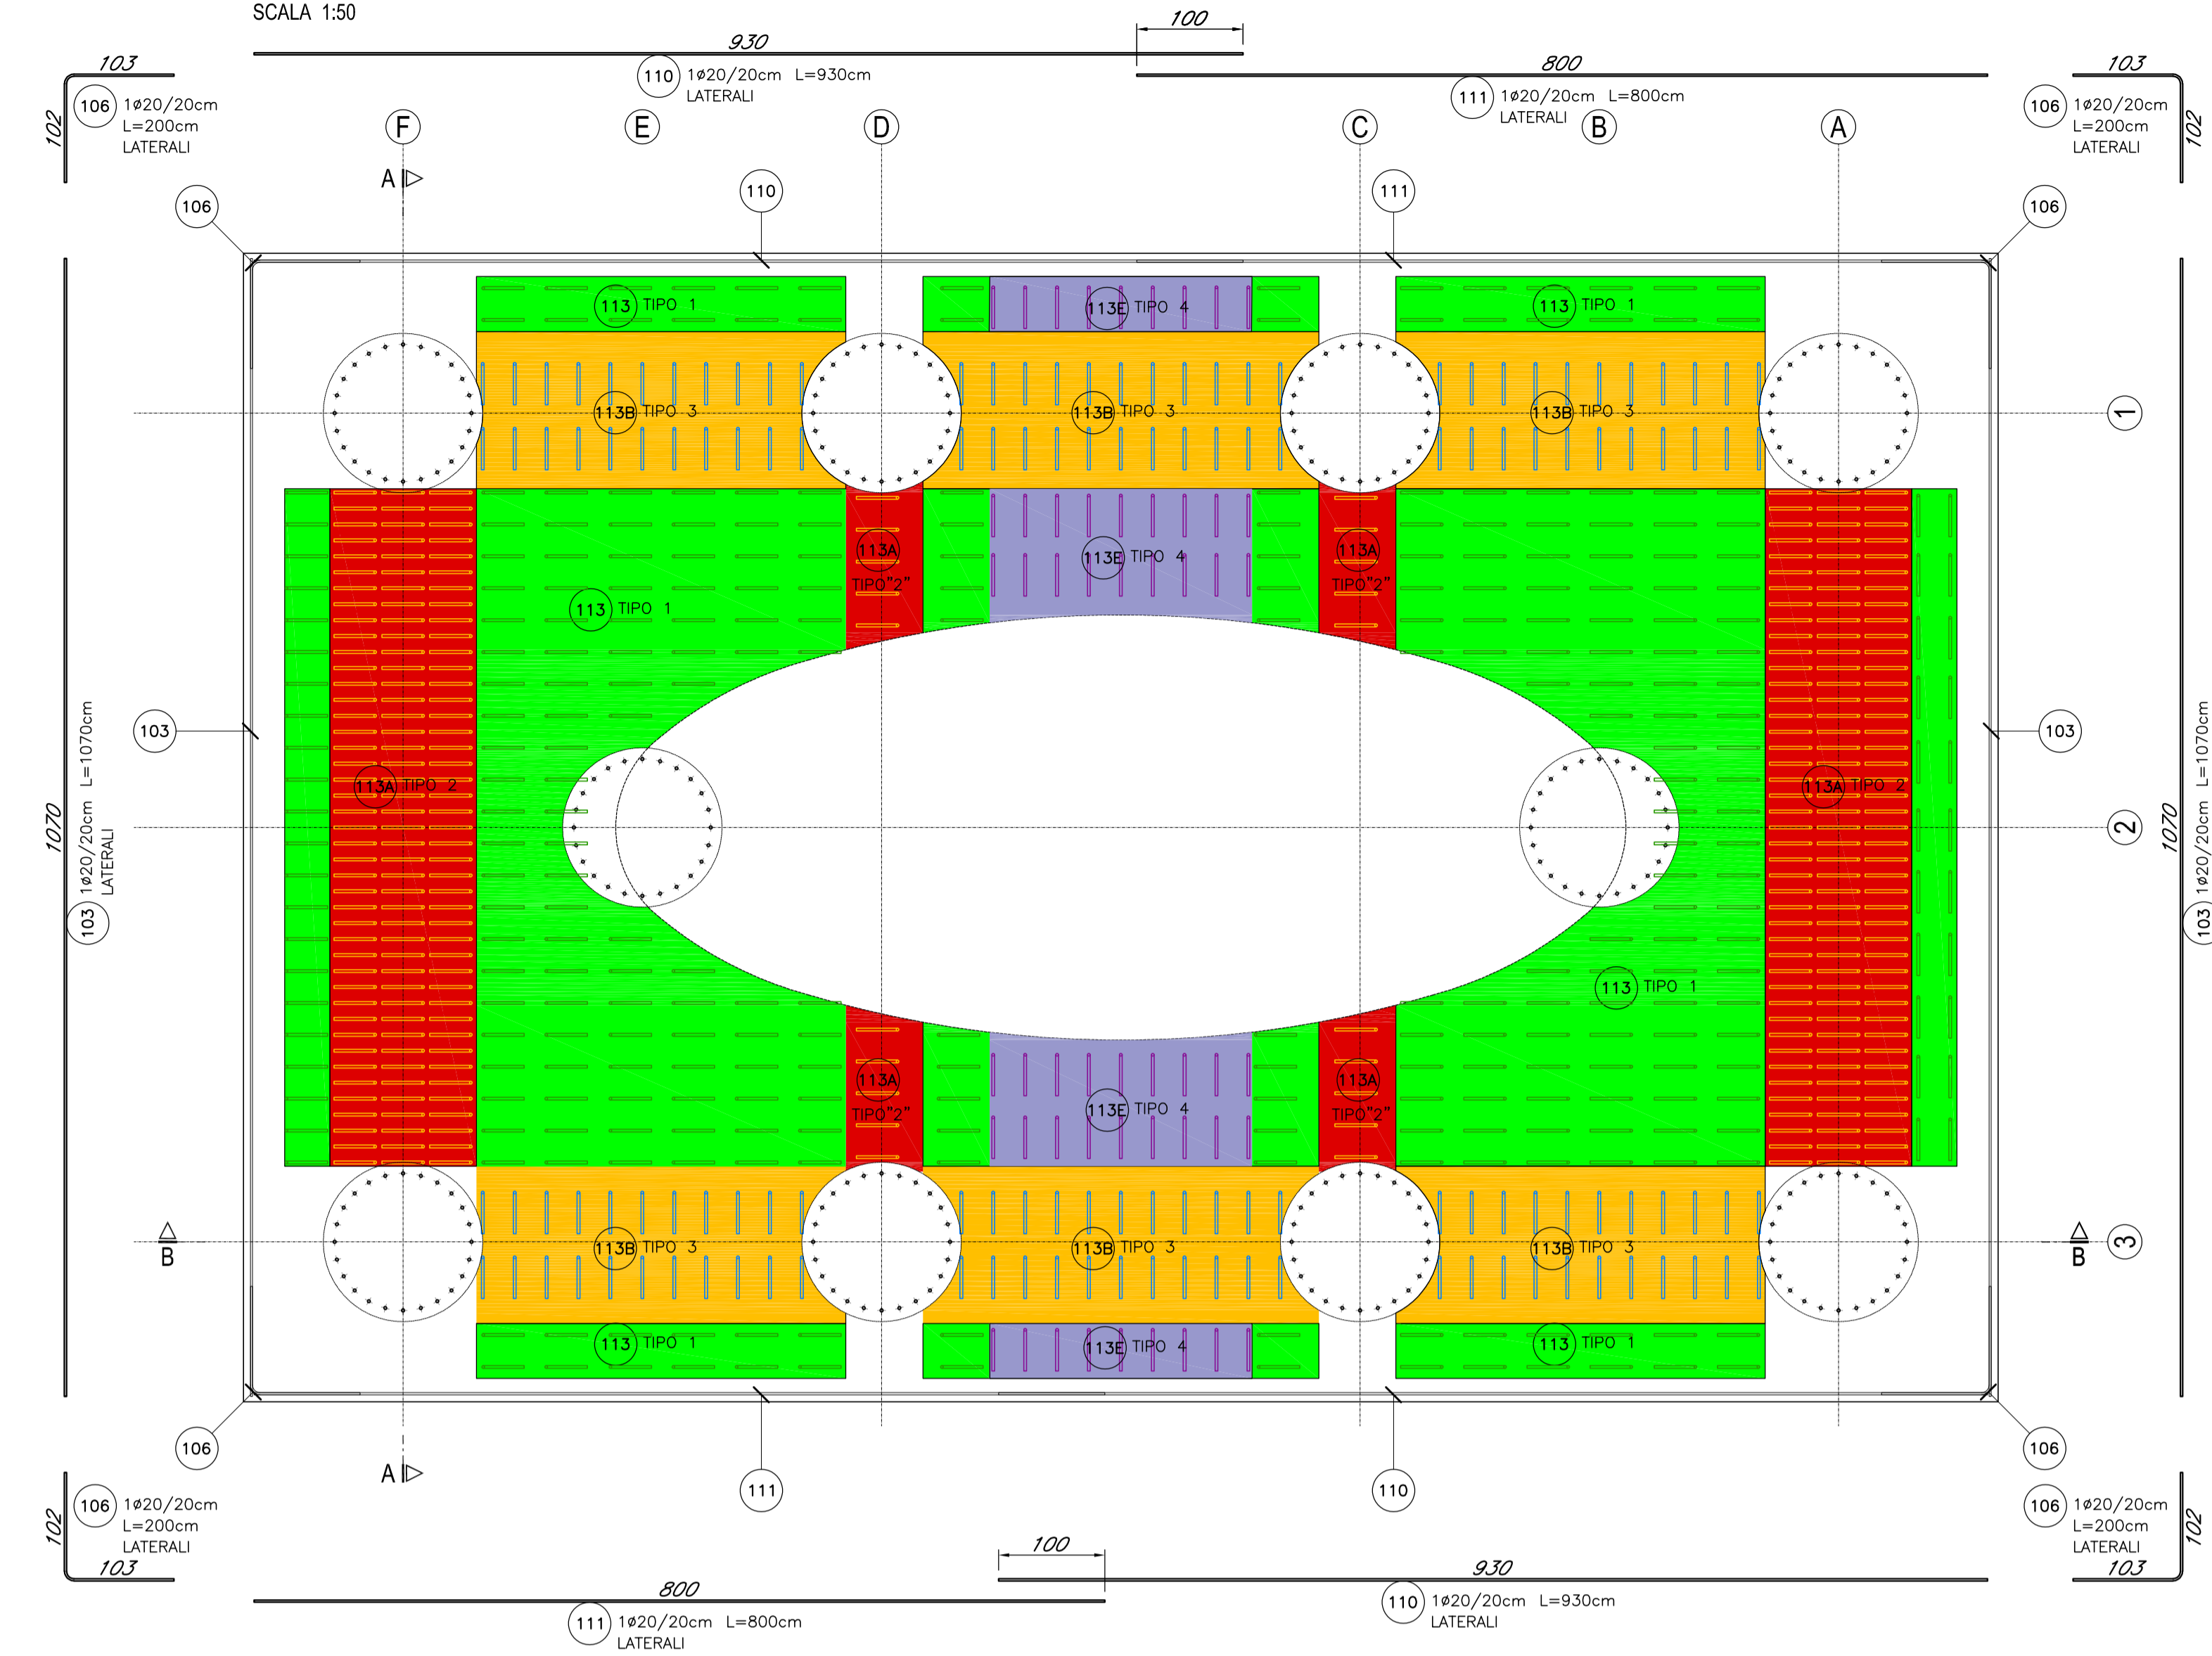 SCALA 1:50
100
930
110 1ø20/20cm L=930cm
LATERALI
800
111 1ø20/20cm L=800cm
LATERALI
103
102
106 1ø20/20cm
L=200cm
LATERALI
103
102
106 1ø20/20cm
L=200cm
LATERALI
F E D C B A
A
110
111
106
106
113 TIPO 1
113E TIPO 4
113 TIPO 1
113B TIPO 3
113B TIPO 3
113B TIPO 3
1
113A
TIPO"2"
113E TIPO 4
113A
TIPO"2"
113 TIPO 1
103
103
1070
103 1ø20/20cm L=1070cm
LATERALI
113A TIPO 2
113A TIPO 2
2
1070
103 1ø20/20cm L=1070cm
113 TIPO 1
113A
TIPO"2"
113E TIPO 4
113A
TIPO"2"
B
113B TIPO 3
113B TIPO 3
113B TIPO 3
B
3
113 TIPO 1
113E TIPO 4
113 TIPO 1
106
106
A
111
110
102
106 1ø20/20cm
L=200cm
LATERALI
103
106 1ø20/20cm
L=200cm
LATERALI
102
103
100
930
800
110 1ø20/20cm L=930cm
LATERALI
111 1ø20/20cm L=800cm
LATERALI